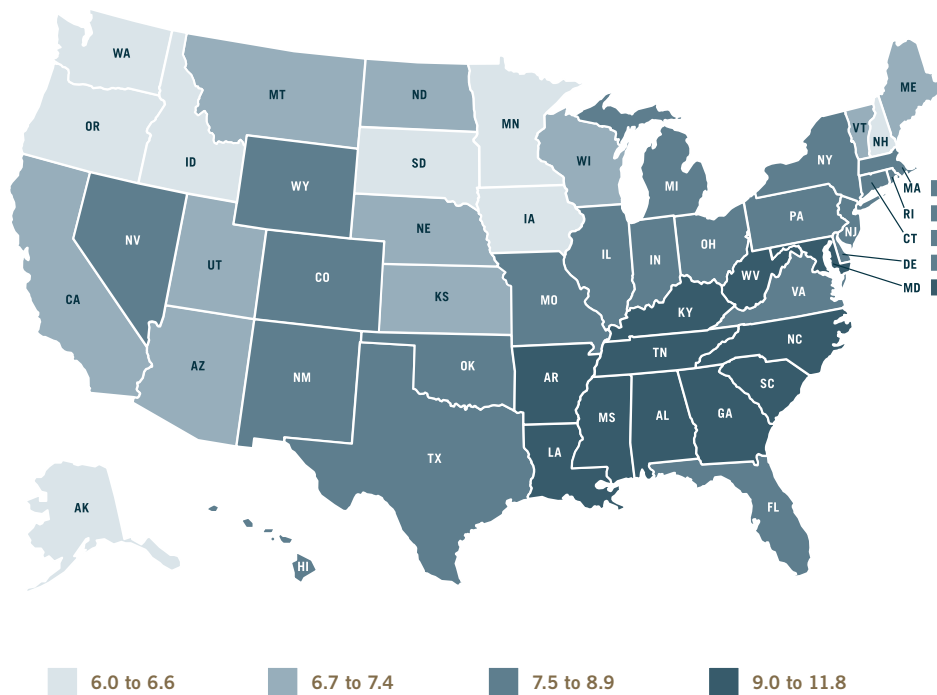 WA
MT
ND
ME
OR
ID
MN
VT
NH
SD
WI
NY
MI
MA
WY
RI
IA
NE
PA
CT
NV
UT
IL
IN
OH
NJ
DE
CO
WV
MD
CA
KS
MO
VA
KY
AZ
NM
OK
TN
NC
AR
SC
MS
AL
GA
TX
LA
AK
FL
HI
6.0 to 6.6 6.7 to 7.4 7.5 to 8.9 9.0 to 11.8